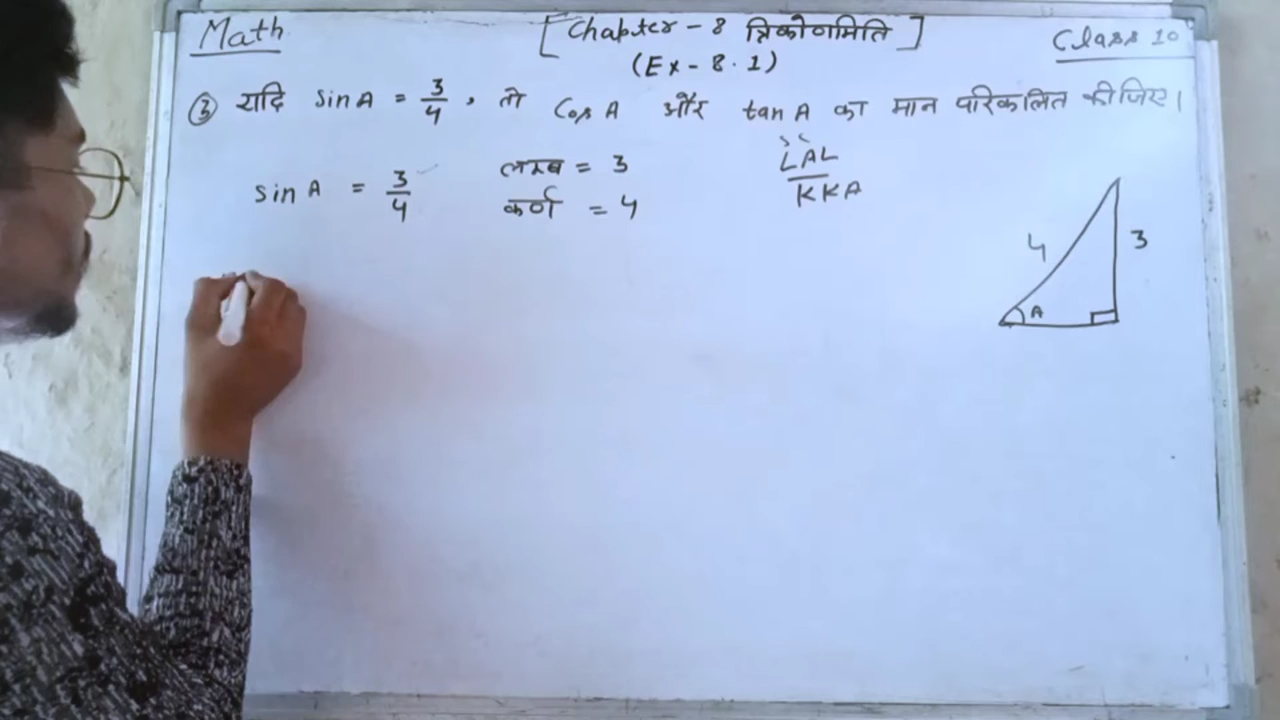 Math
[Chapter - 8 त्रिकोणमिति]
Class 10
(Ex - 8.1)
③ यदि sin A = 3/4, तो Cos A और tan A का मान परिकलित कीजिए।
sin A = 3/4
लम्ब = 3
कर्ण = 4
LAL
KKA
4
3
A